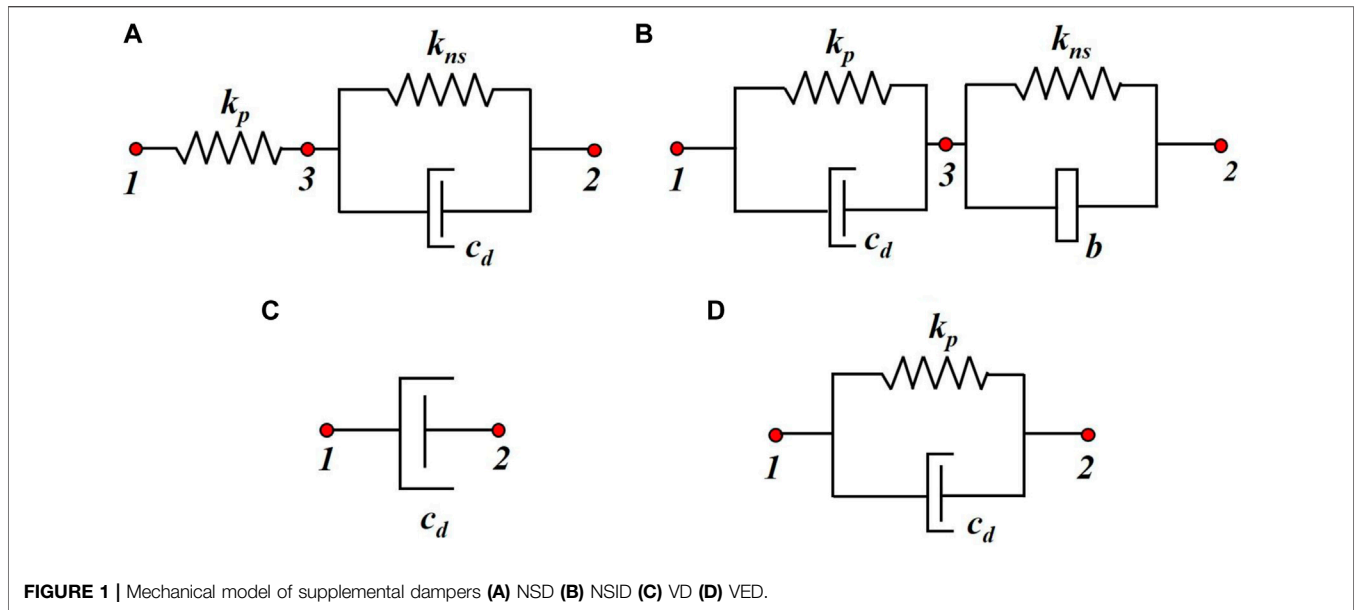 A
k_p
k_ns
1
3
2
c_d
B
k_p
k_ns
1
3
2
c_d
b
C
1
2
c_d
D
k_p
1
2
c_d
FIGURE 1 | Mechanical model of supplemental dampers (A) NSD (B) NSID (C) VD (D) VED.